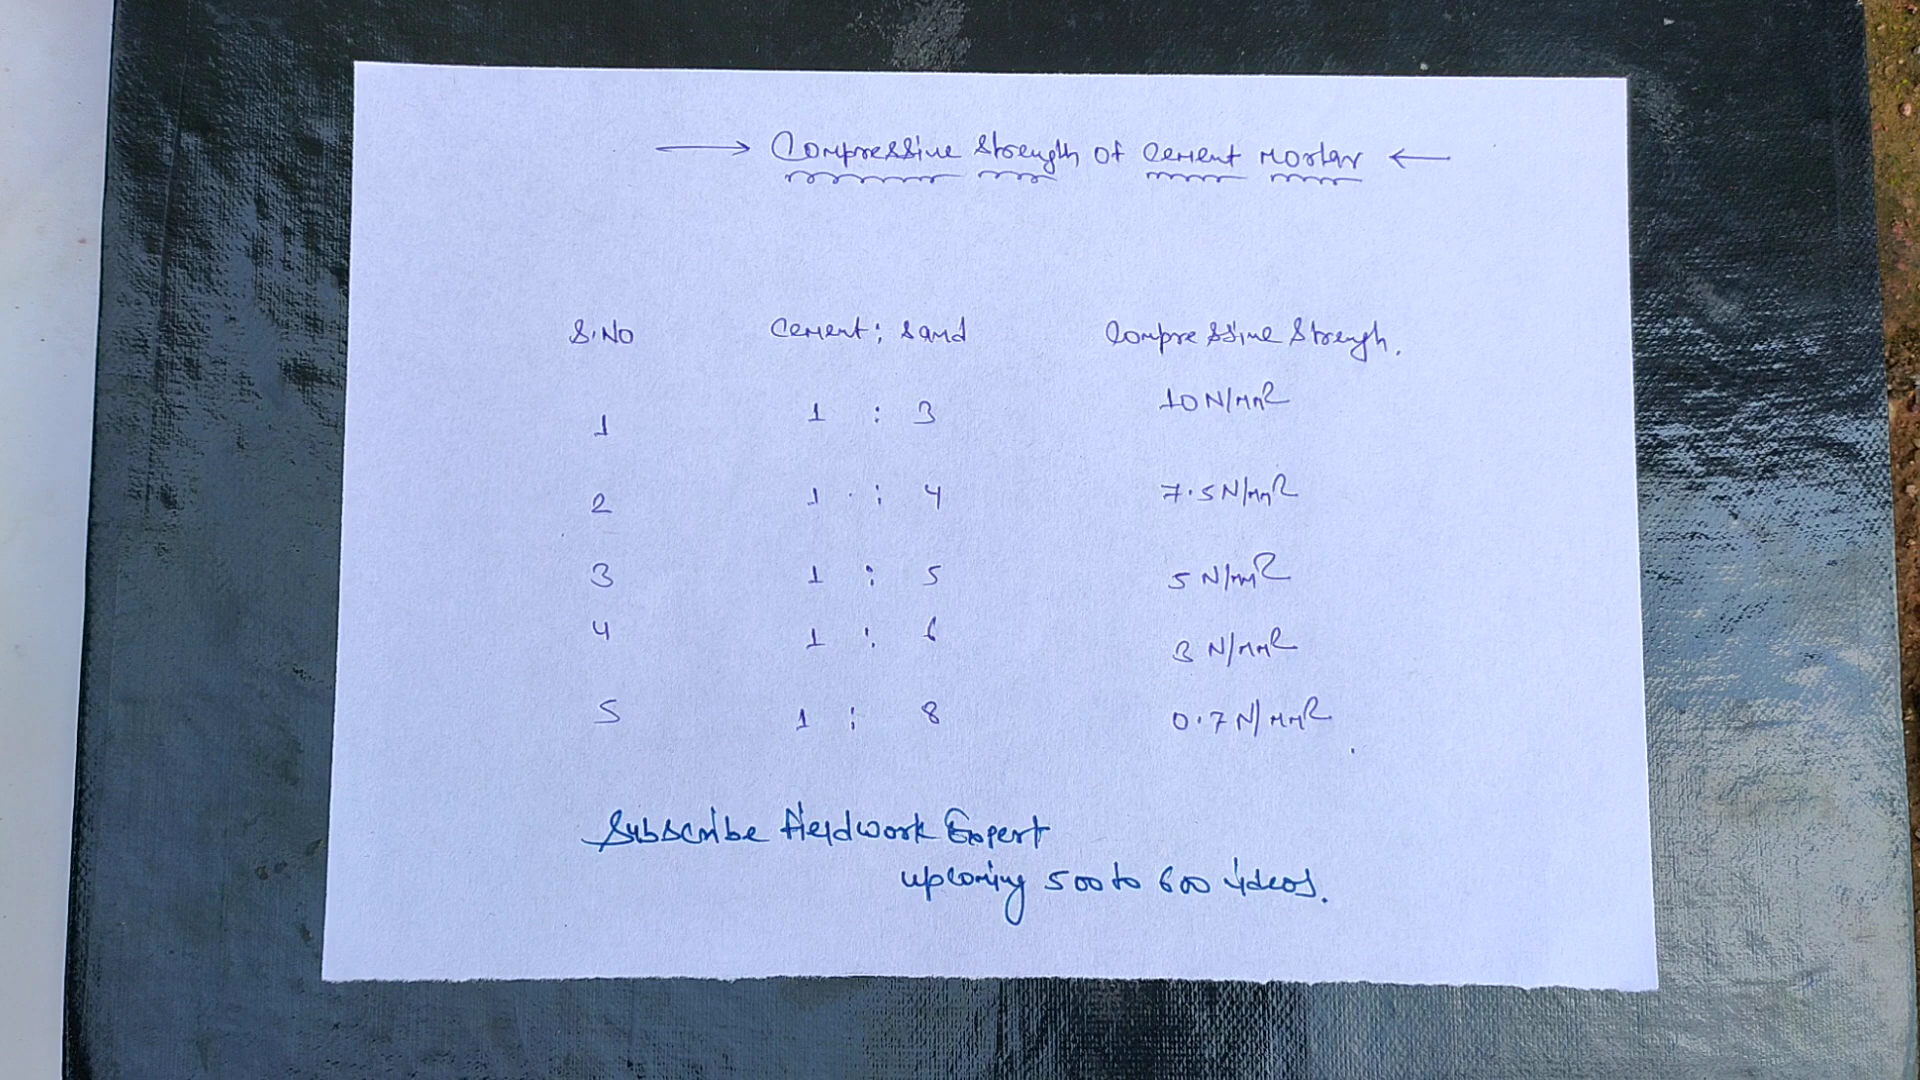 → Compressive Strength of Cement Mortar ←
S.No Cement : Sand Compressive Strengh.
1 1 : 3 10 N/mm2
2 1 : 4 7.5 N/mm2
3 1 : 5 5 N/mm2
4 1 : 6 3 N/mm2
5 1 : 8 0.7 N/mm2
Subscribe Fieldwork Expert
upcoming 500 to 600 videos.